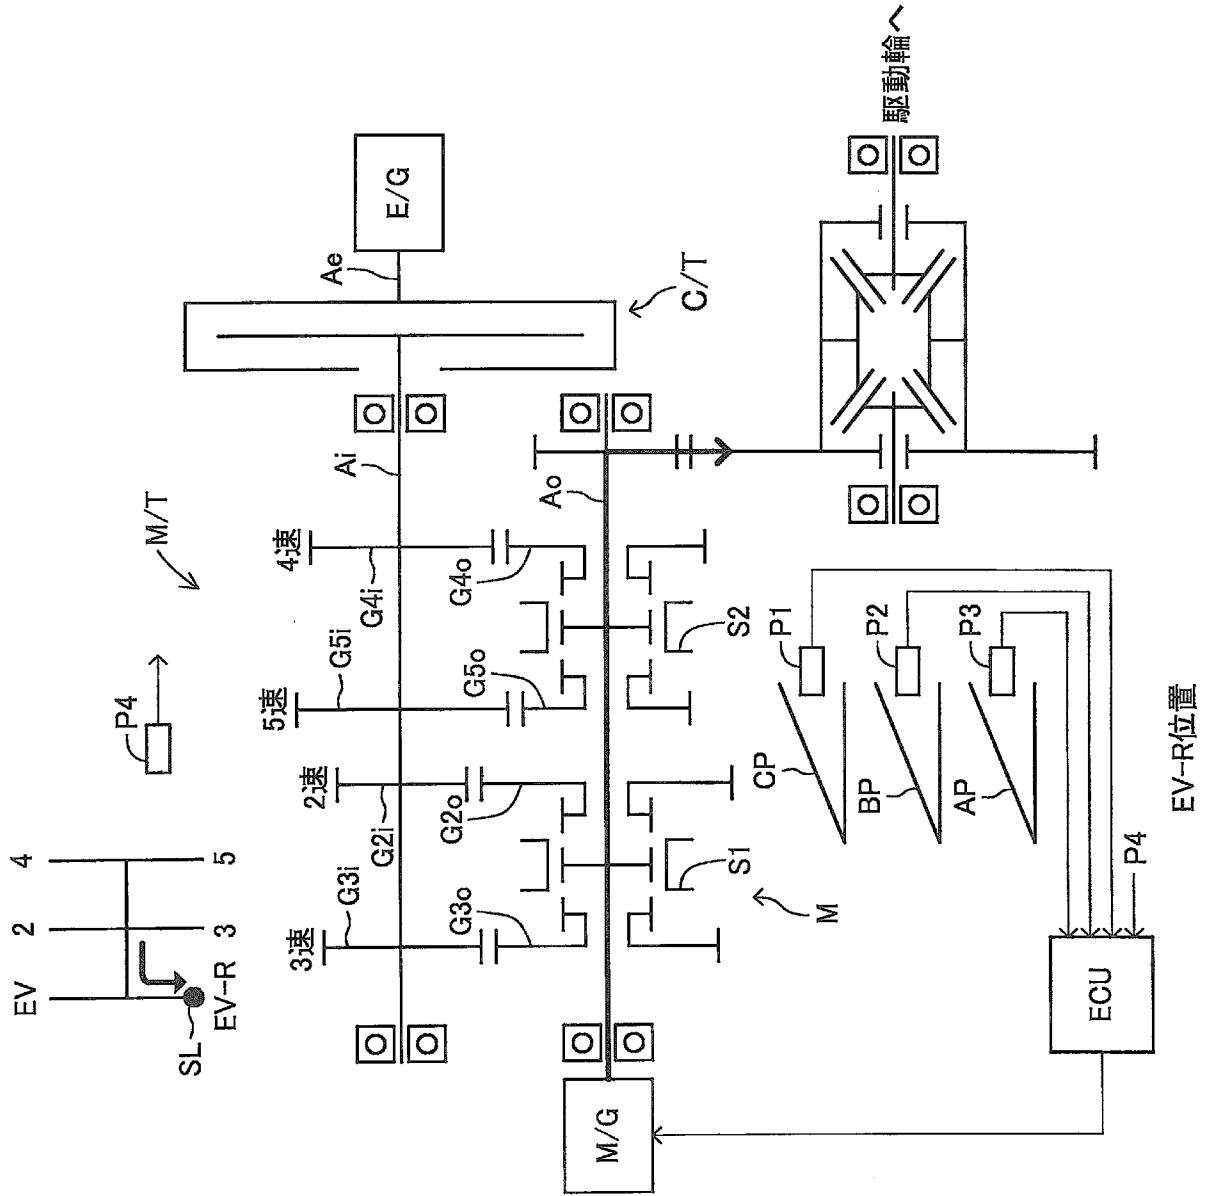 EV
2
4
SL
EV-R
3
5
P4
M/T
3速
2速
5速
4速
G3i
G2i
G5i
G4i
Ai
Ae
E/G
C/T
G3o
G2o
G5o
G4o
Ao
駆動輪へ
M/G
S1
S2
M
CP
BP
AP
P1
P2
P3
P4
ECU
EV-R位置